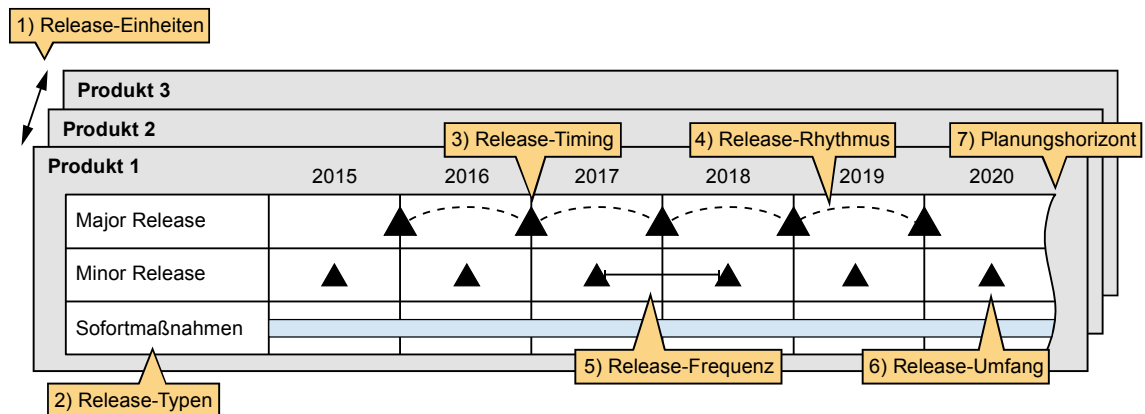 1) Release-Einheiten
Produkt 3
Produkt 2
Produkt 1
3) Release-Timing
4) Release-Rhythmus
7) Planungshorizont
2015 2016 2017 2018 2019 2020
Major Release
Minor Release
Sofortmaßnahmen
5) Release-Frequenz
6) Release-Umfang
2) Release-Typen